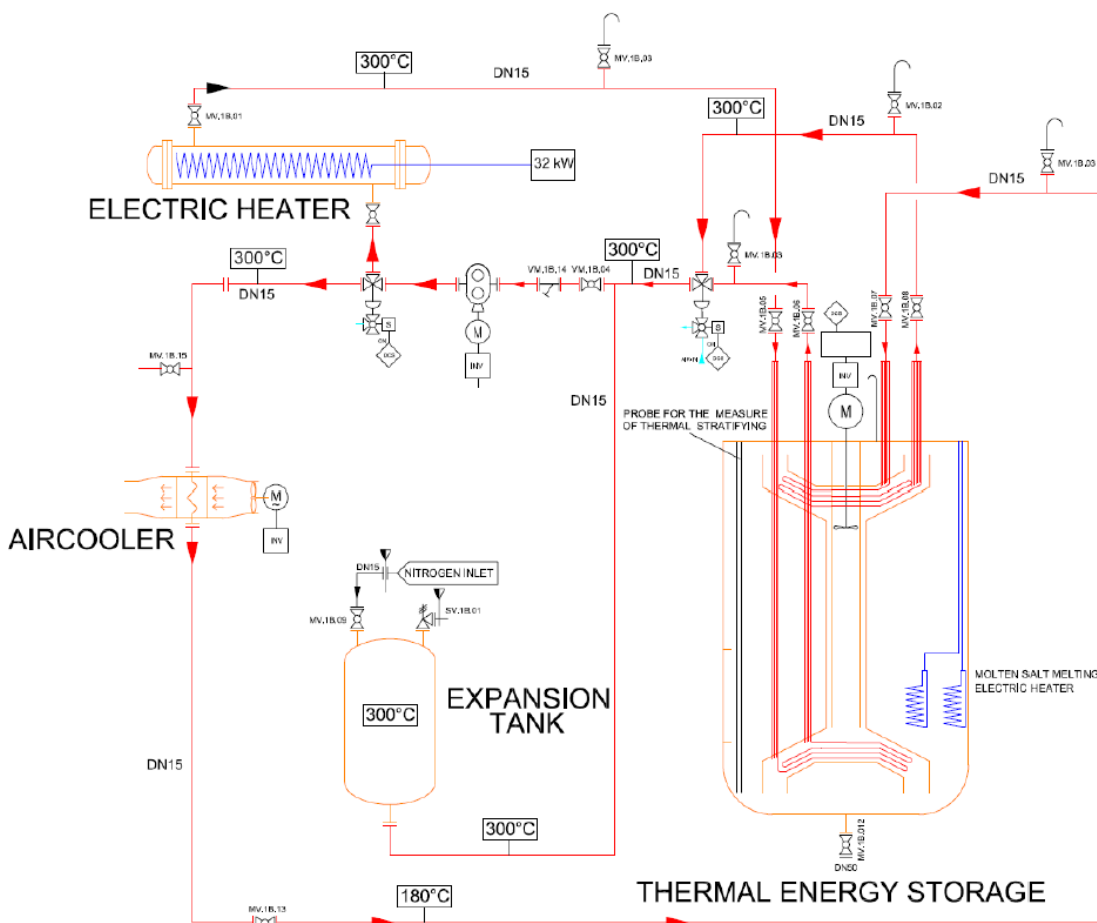 300°C
DN15
MV.1B.03
MV.1B.01
300°C
DN15
MV.1B.02
MV.1B.03
DN15
32 kW
ELECTRIC HEATER
300°C
DN15
S
ON
DCS
VM.1B.14
VM.1B.04
M
INV
300°C
DN15
MV.1B.03
S
ON
MV.1B.05
MV.1B.06
INV
M
MV.1B.07
MV.1B.08
MV.1B.15
DN15
PROBE FOR THE MEASURE
OF THERMAL STRATIFYING
AIRCOOLER
M
~
INV
DN15
NITROGEN INLET
MV.1B.09
SV.1B.01
EXPANSION
TANK
300°C
MOLTEN SALT MELTING
ELECTRIC HEATER
DN15
300°C
MV.1B.012
DN50
THERMAL ENERGY STORAGE
MV.1B.13
180°C